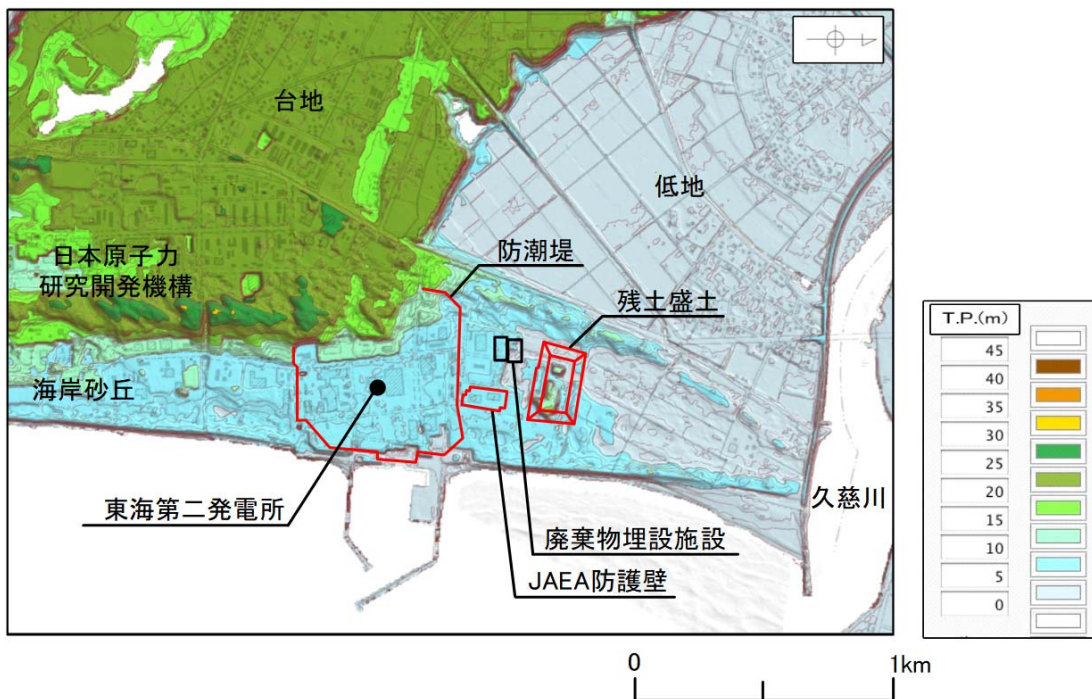 台地
低地
防潮堤
日本原子力
研究開発機構
残土盛土
海岸砂丘
東海第二発電所
久慈川
廃棄物埋設施設
JAEA防護壁
T.P.(m)
45
40
35
30
25
20
15
10
5
0
0
1km